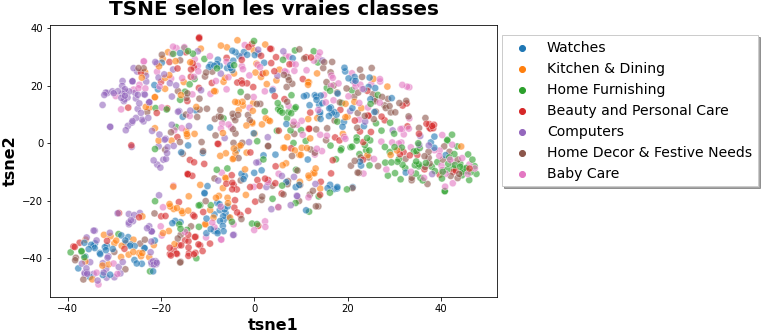 TSNE selon les vraies classes
tsne2
40
20
0
−20
−40
−40
−20
0
20
40
tsne1
Watches
Kitchen & Dining
Home Furnishing
Beauty and Personal Care
Computers
Home Decor & Festive Needs
Baby Care